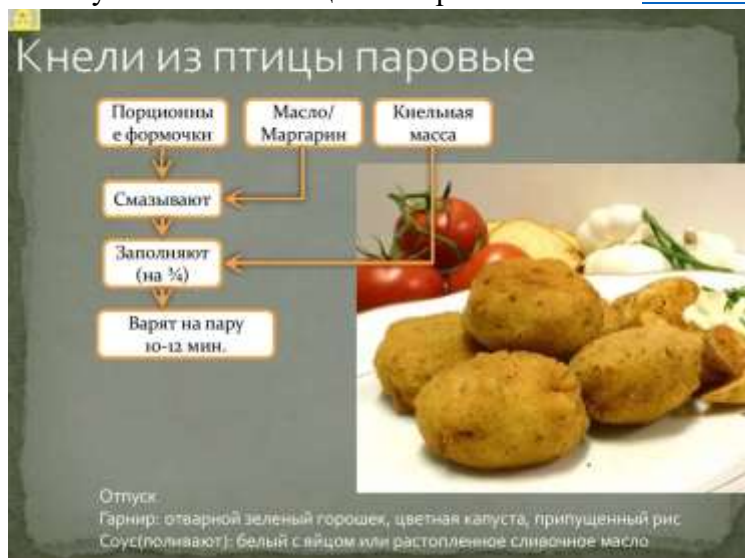 Кнели из птицы паровые
Порционны
е формочки
Масло/
Маргарин
Кнельная
масса
Смазывают
Заполняют
(на ¾)
Варят на пару
10-12 мин.
Отпуск
Гарнир: отварной зеленый горошек, цветная капуста, припущенный рис
Соус(поливают): белый с яйцом или растопленное сливочное масло